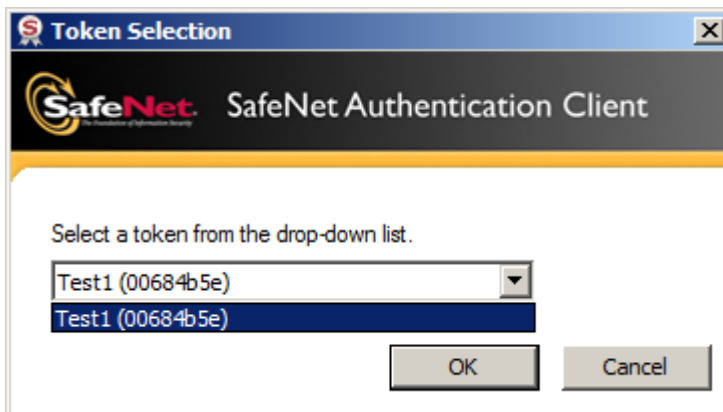 Token Selection
SafeNet. SafeNet Authentication Client
The Foundation of Information Security
Select a token from the drop-down list.
Test1 (00684b5e)
Test1 (00684b5e)
OK Cancel